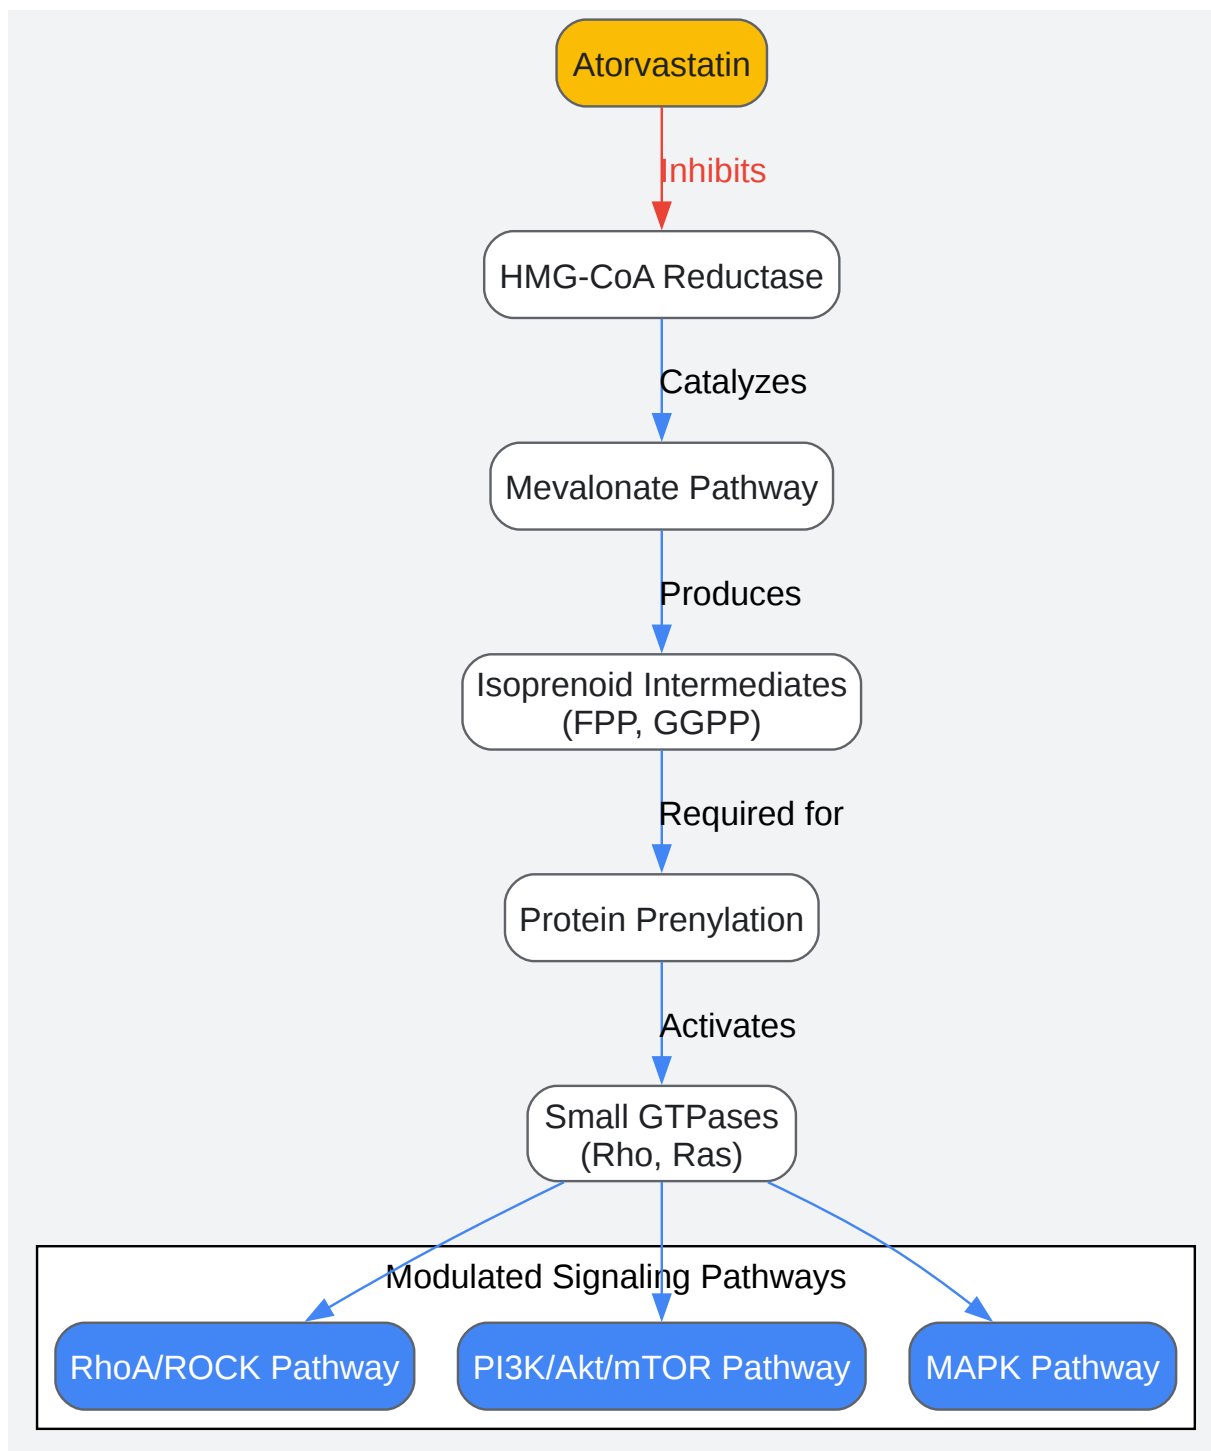 Atorvastatin
Inhibits
HMG-CoA Reductase
Catalyzes
Mevalonate Pathway
Produces
Isoprenoid Intermediates
(FPP, GGPP)
Required for
Protein Prenylation
Activates
Small GTPases
(Rho, Ras)
Modulated Signaling Pathways
RhoA/ROCK Pathway
PI3K/Akt/mTOR Pathway
MAPK Pathway